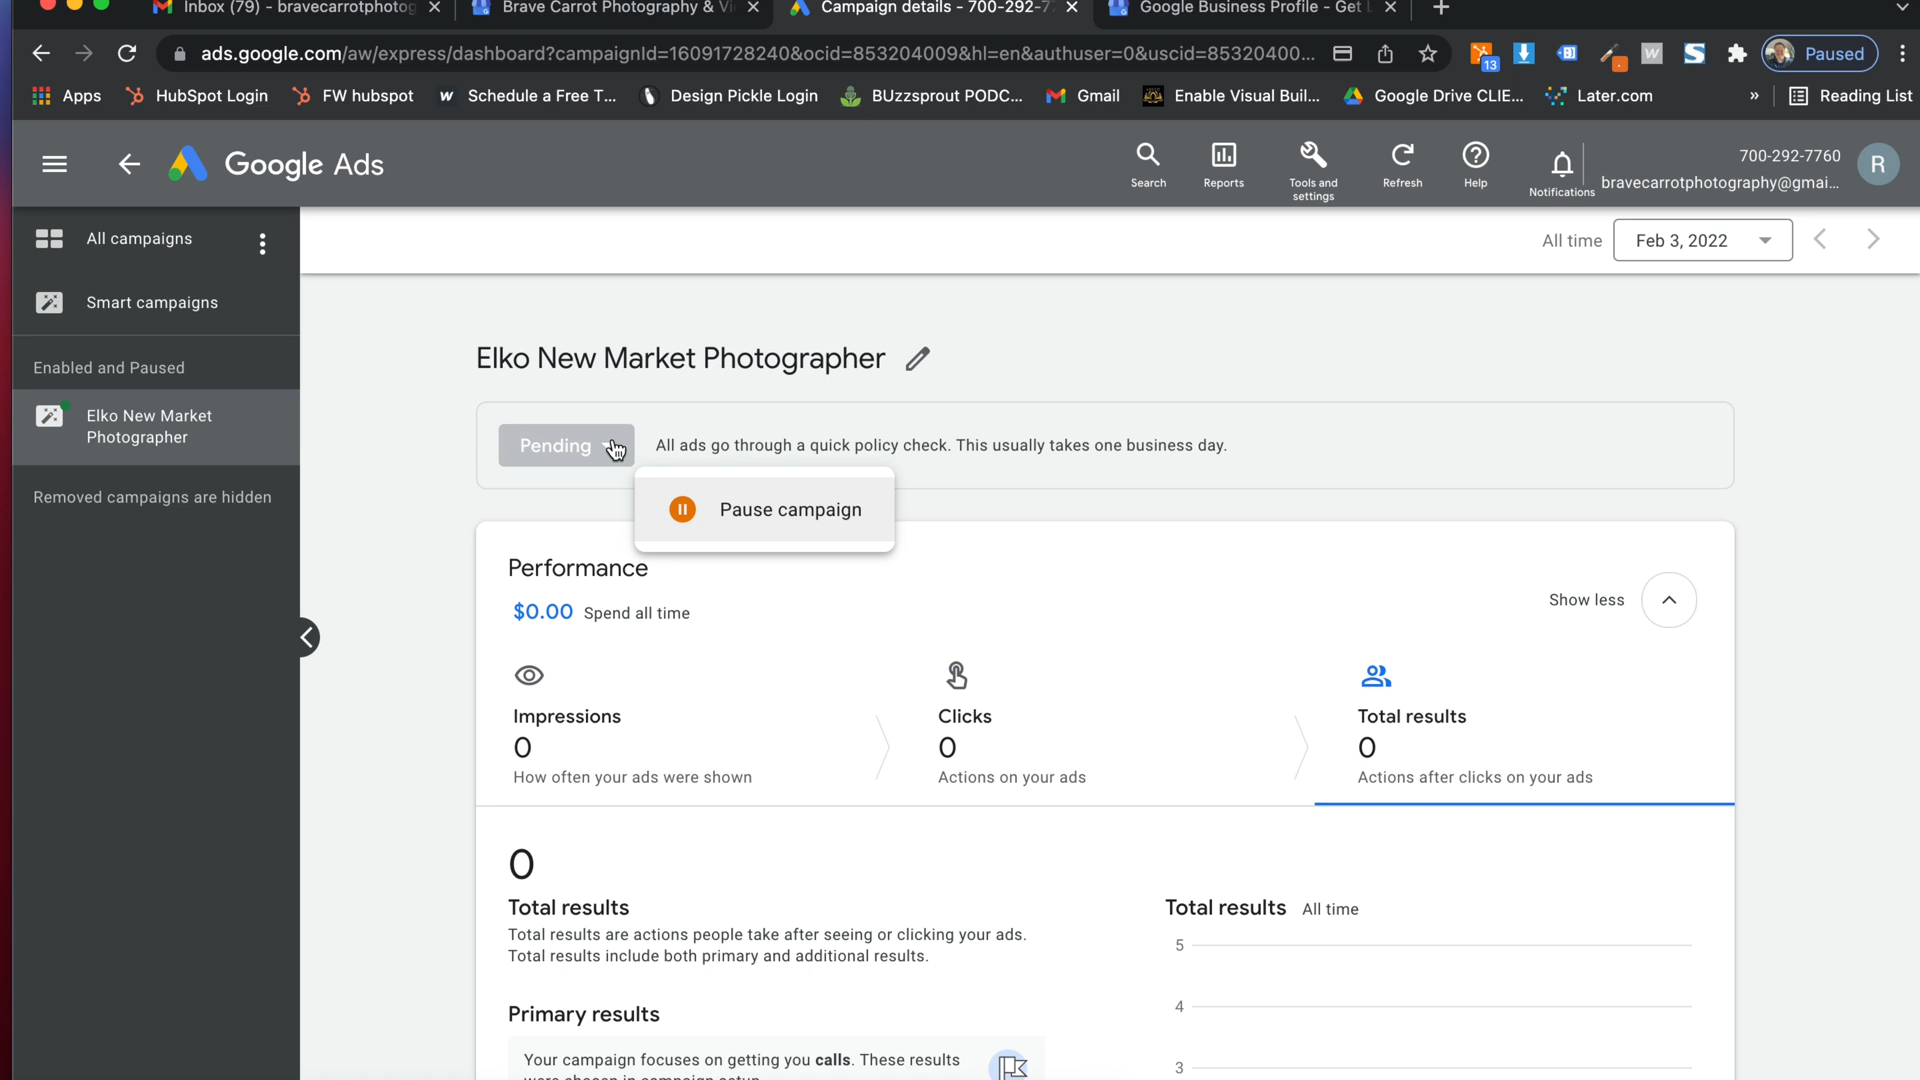 Inbox (79) - bravecarrotphotog
Brave Carrot Photography & Vi
Campaign details - 700-292-7
Google Business Profile - Get L
ads.google.com/aw/express/dashboard?campaignId=16091728240&ocid=853204009&hl=en&authuser=0&uscid=85320400...
13
Paused
Apps
HubSpot Login
FW hubspot
Schedule a Free T...
Design Pickle Login
BUzzsprout PODC...
Gmail
Enable Visual Buil...
Google Drive CLIE...
Later.com
»
Reading List
Google Ads
Search
Reports
Tools and
settings
Refresh
Help
Notifications
700-292-7760
bravecarrotphotography@gmai...
R
All campaigns
Smart campaigns
Enabled and Paused
Elko New Market
Photographer
Removed campaigns are hidden
All time
Feb 3, 2022
Elko New Market Photographer
Pending
All ads go through a quick policy check. This usually takes one business day.
Pause campaign
Performance
$0.00 Spend all time
Show less
Impressions
0
How often your ads were shown
Clicks
0
Actions on your ads
Total results
0
Actions after clicks on your ads
0
Total results
Total results are actions people take after seeing or clicking your ads.
Total results include both primary and additional results.
Primary results
Your campaign focuses on getting you calls. These results
were chosen in campaign setup.
Total results All time
5
4
3